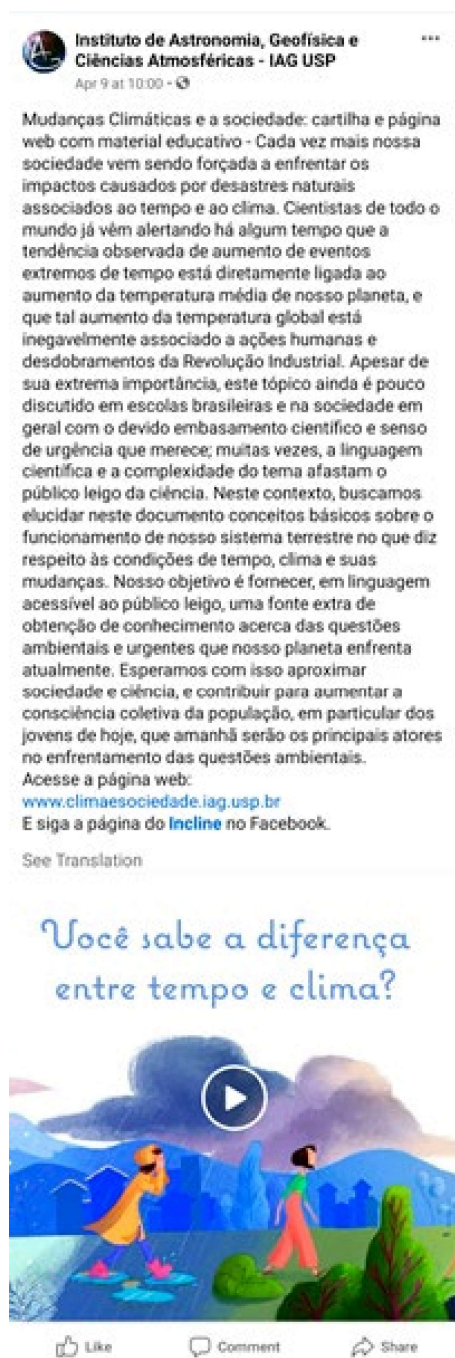 Instituto de Astronomia, Geofísica e
Ciências Atmosféricas - IAG USP
Apr 9 at 10:00 •
Mudanças Climáticas e a sociedade: cartilha e página
web com material educativo - Cada vez mais nossa
sociedade vem sendo forçada a enfrentar os
impactos causados por desastres naturais
associados ao tempo e ao clima. Cientistas de todo o
mundo já vêm alertando há algum tempo que a
tendência observada de aumento de eventos
extremos de tempo está diretamente ligada ao
aumento da temperatura média de nosso planeta, e
que tal aumento da temperatura global está
inegavelmente associado a ações humanas e
desdobramentos da Revolução Industrial. Apesar de
sua extrema importância, este tópico ainda é pouco
discutido em escolas brasileiras e na sociedade em
geral com o devido embasamento científico e senso
de urgência que merece; muitas vezes, a linguagem
científica e a complexidade do tema afastam o
público leigo da ciência. Neste contexto, buscamos
elucidar neste documento conceitos básicos sobre o
funcionamento de nosso sistema terrestre no que diz
respeito às condições de tempo, clima e suas
mudanças. Nosso objetivo é fornecer, em linguagem
acessível ao público leigo, uma fonte extra de
obtenção de conhecimento acerca das questões
ambientais e urgentes que nosso planeta enfrenta
atualmente. Esperamos com isso aproximar
sociedade e ciência, e contribuir para aumentar a
consciência coletiva da população, em particular dos
jovens de hoje, que amanhã serão os principais atores
no enfrentamento das questões ambientais.
Acesse a página web:
www.climaesociedade.iag.usp.br
E siga a página do Incline no Facebook.
See Translation
Você sabe a diferença
entre tempo e clima?
Like
Comment
Share